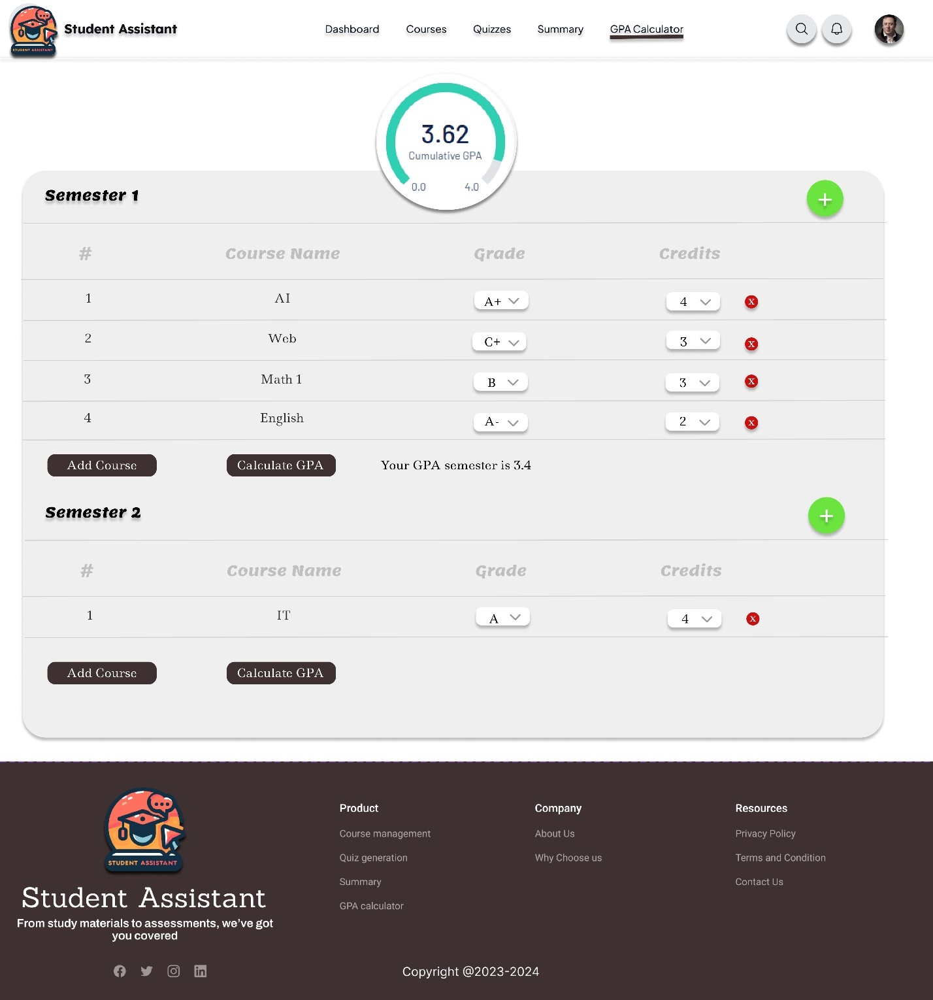 STUDENT ASSISTANT
Student Assistant
Dashboard Courses Quizzes Summary GPA Calculator
3.62
Cumulative GPA
0.0 4.0
Semester 1
+
# Course Name Grade Credits
1 AI A+ 4 x
2 Web C+ 3 x
3 Math 1 B 3 x
4 English A- 2 x
Add Course Calculate GPA Your GPA semester is 3.4
Semester 2
+
# Course Name Grade Credits
1 IT A 4 x
Add Course Calculate GPA
STUDENT ASSISTANT
Student Assistant
From study materials to assessments, we've got
you covered
Product
Course management
Quiz generation
Summary
GPA calculator
Company
About Us
Why Choose us
Resources
Privacy Policy
Terms and Condition
Contact Us
Copyright @2023-2024